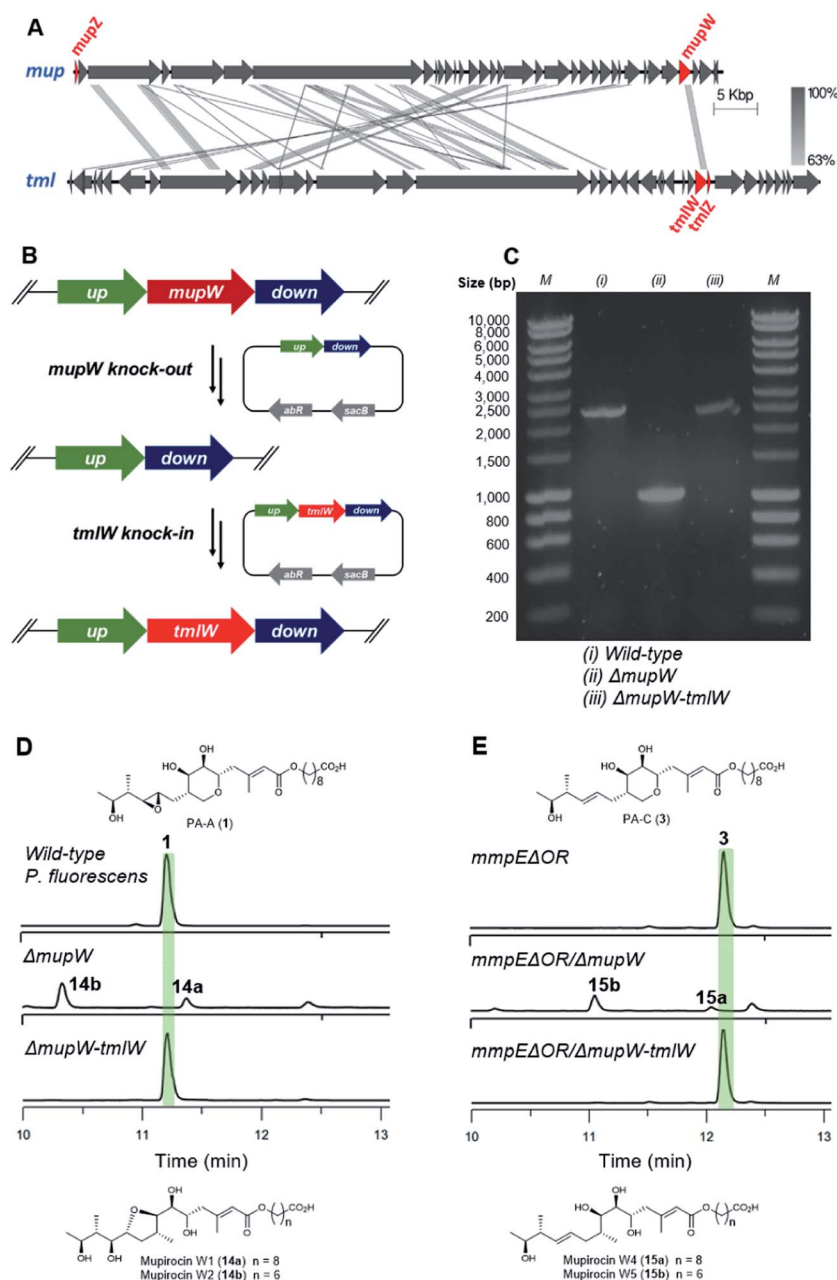 A
mupZ
mupW
mup
5 Kbp
100%
63%
tml
tmlW
tmlZ
B
up mupW down
mupW knock-out
up down
abR sacB
up down
tmlW knock-in
up tmlW down
abR sacB
up tmlW down
C
Size (bp) M (i) (ii) (iii) M
10,000
8,000
6,000
5,000
4,000
3,000
2,500
2,000
1,500
1,000
800
600
400
200
(i) Wild-type
(ii) ΔmupW
(iii) ΔmupW-tmlW
D
OH
HO
O
O
O
O
CO₂H
8
OH
PA-A (1)
Wild-type
P. fluorescens
1
ΔmupW
14b
14a
ΔmupW-tmlW
10 11 12 13
Time (min)
OH
O
OH
OH
OH
O
O
CO₂H
n
Mupirocin W1 (14a) n = 8
Mupirocin W2 (14b) n = 6
E
OH
HO
O
O
O
CO₂H
8
OH
PA-C (3)
mmpEΔOR
3
mmpEΔOR/ΔmupW
15b
15a
mmpEΔOR/ΔmupW-tmlW
10 11 12 13
Time (min)
HO
OH
OH
OH
O
O
CO₂H
n
Mupirocin W4 (15a) n = 8
Mupirocin W5 (15b) n = 6